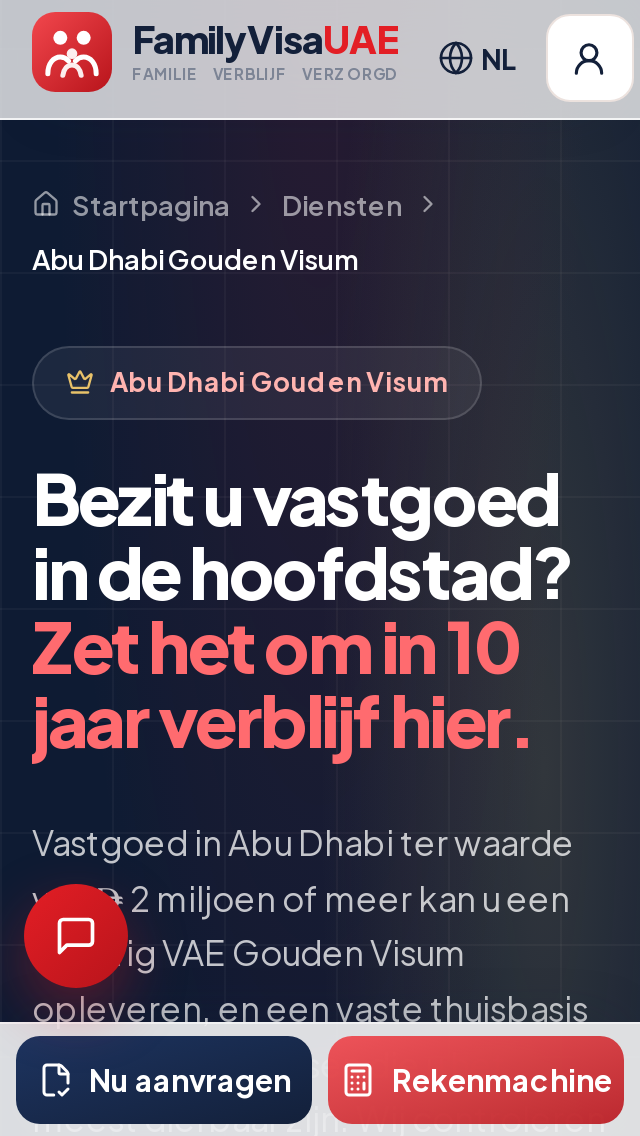 FamilyVisaUAE
FAMILIE VERBLIJF VERZORGD
NL
Startpagina > Diensten >
Abu Dhabi Gouden Visum
Abu Dhabi Gouden Visum
Bezit u vastgoed
in de hoofdstad?
Zet het om in 10
jaar verblijf hier.
Vastgoed in Abu Dhabi ter waarde
2 miljoen of meer kan u een
VAE Gouden Visum
opleveren, en een vaste thuisbasis
Nu aanvragen
Rekenmachine